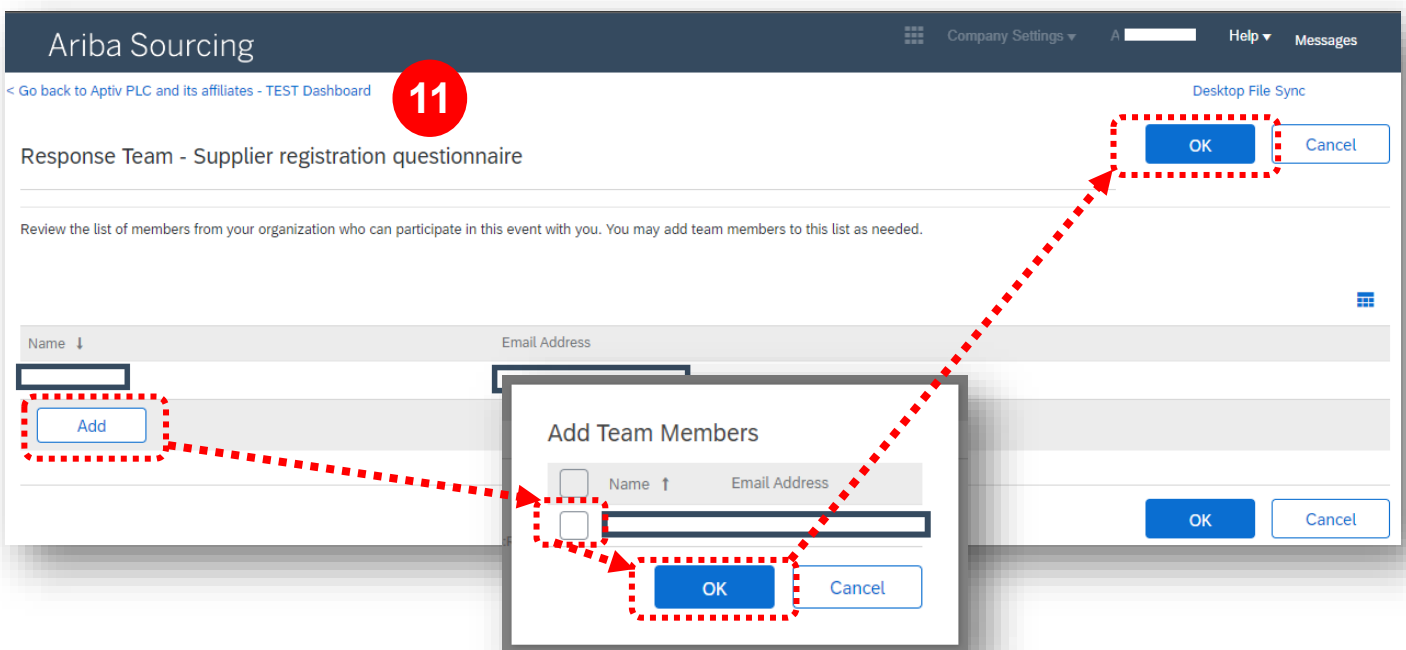 Ariba Sourcing
Company Settings ▾
A
Help ▾
Messages
< Go back to Aptiv PLC and its affiliates - TEST Dashboard
11
Desktop File Sync
Response Team - Supplier registration questionnaire
OK
Cancel
Review the list of members from your organization who can participate in this event with you. You may add team members to this list as needed.
Name ↓
Email Address
Add
Add Team Members
Name ↑
Email Address
OK
Cancel
OK
Cancel